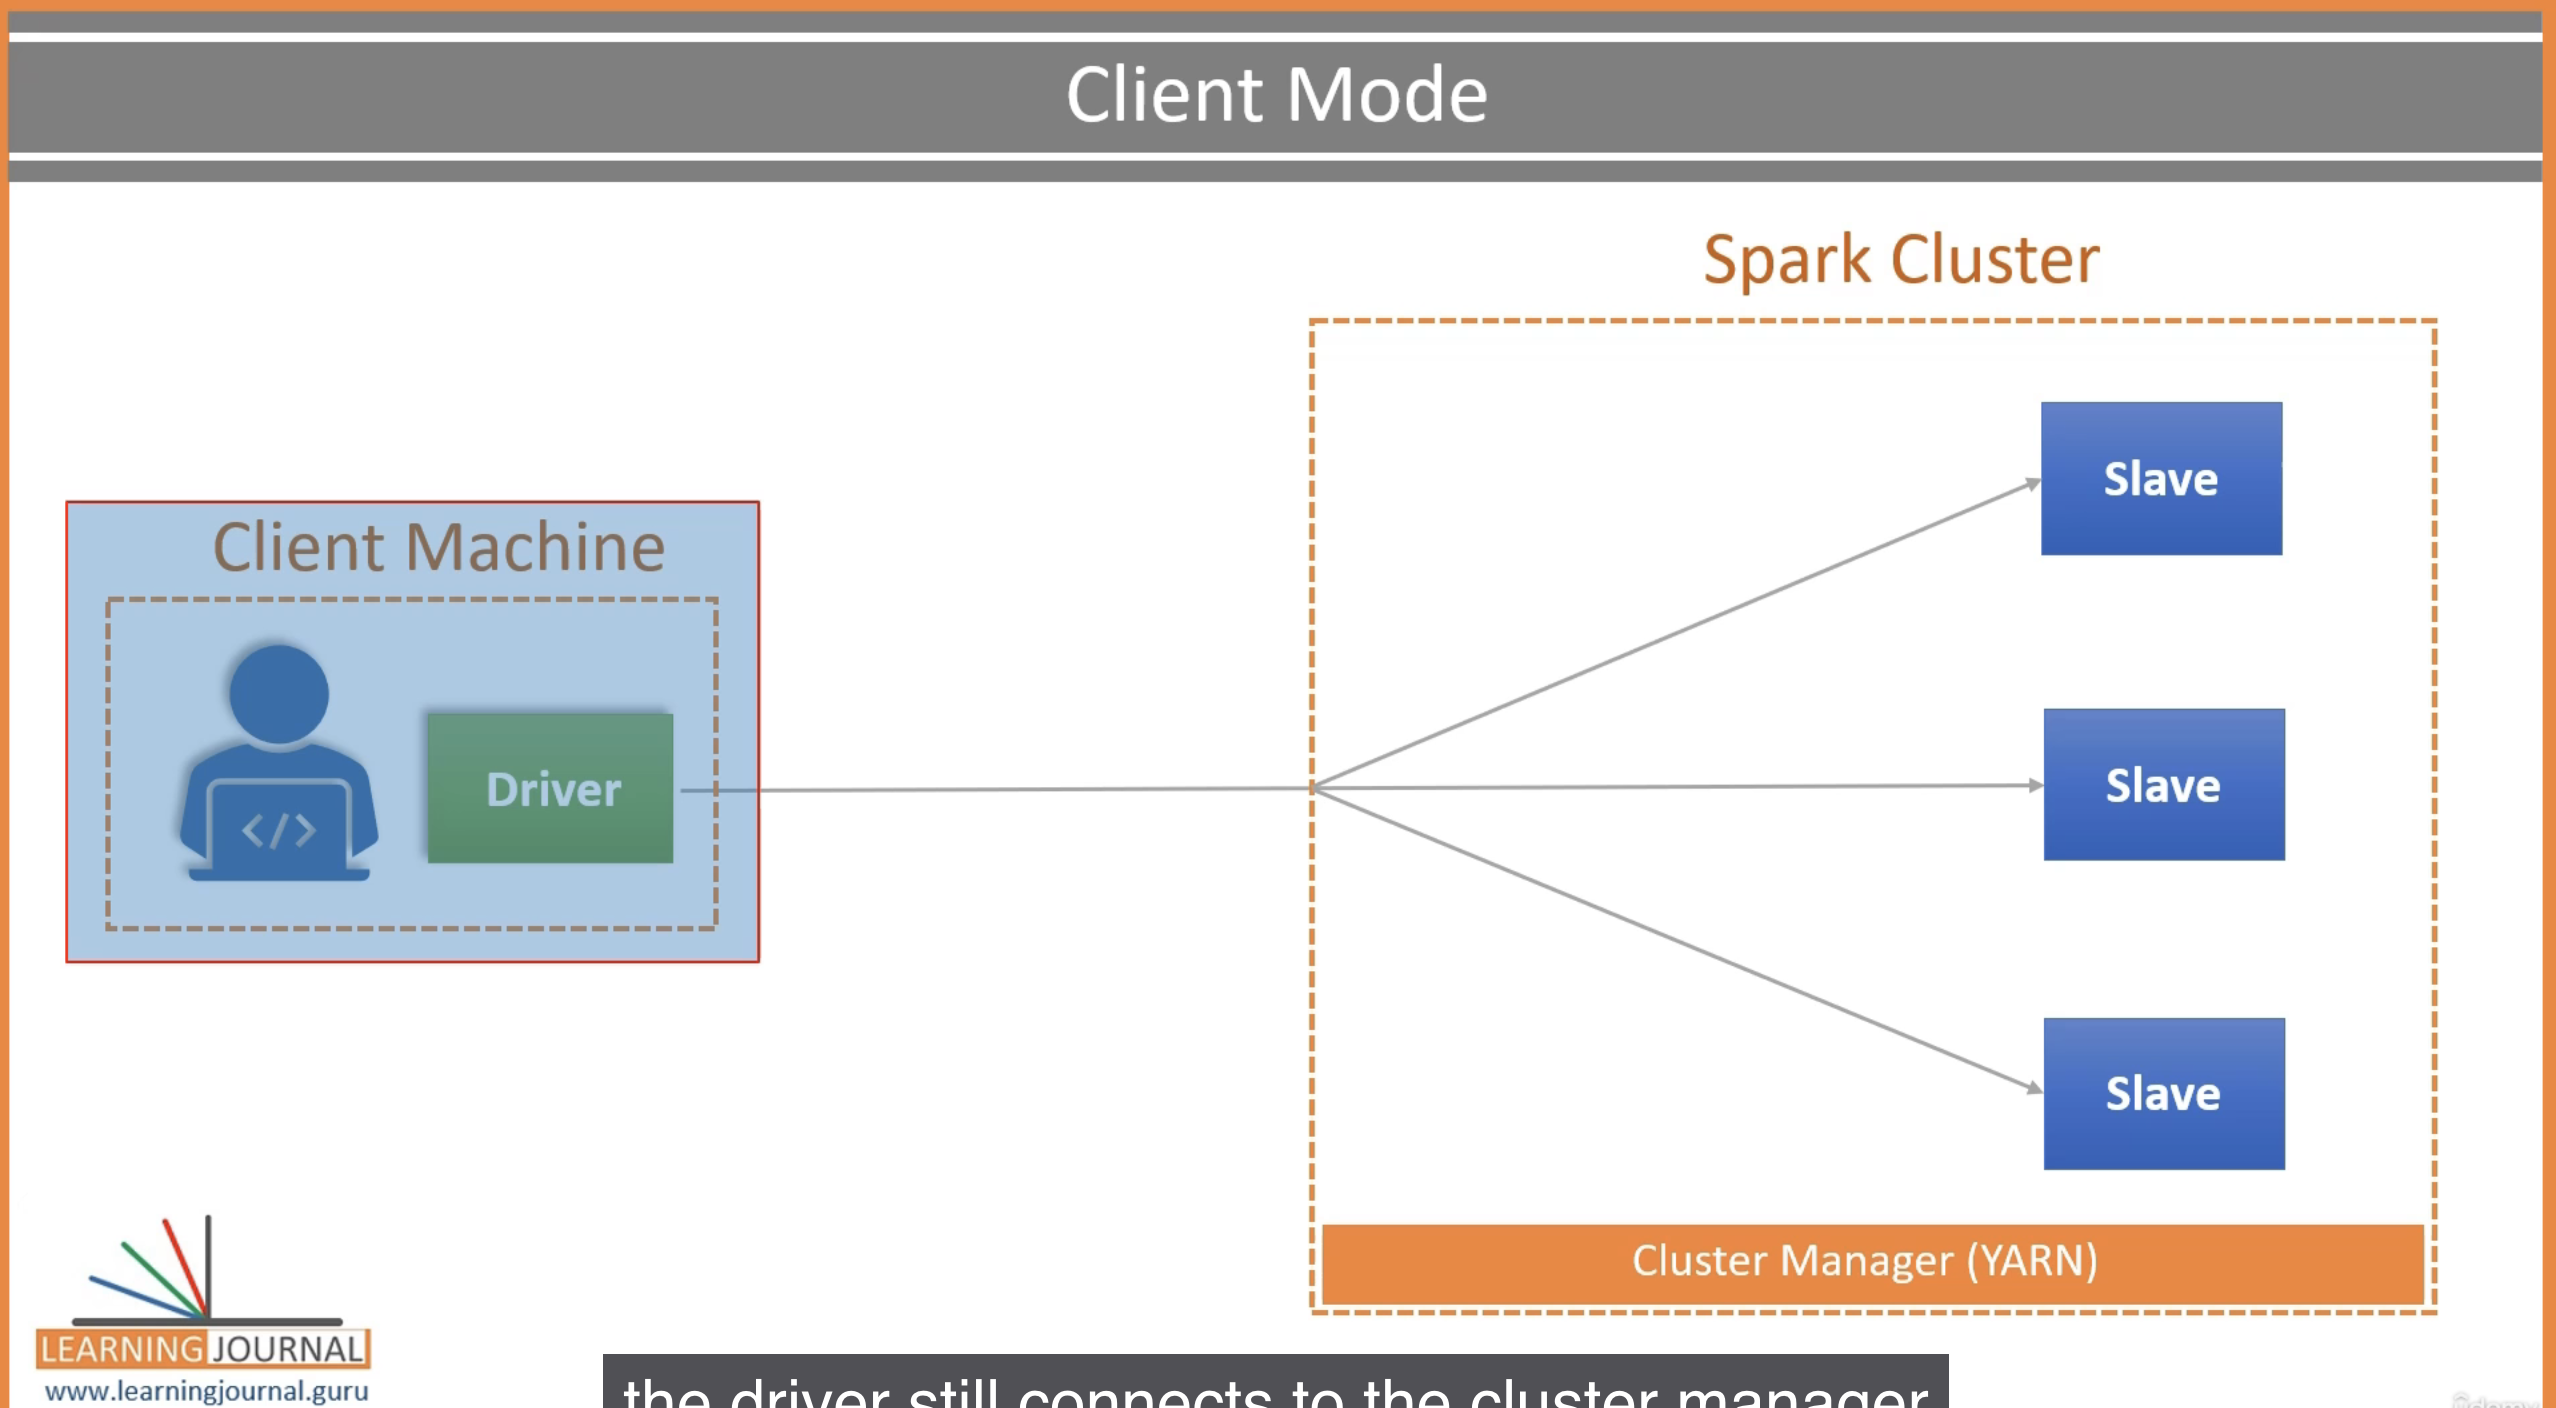 Client Mode
Spark Cluster
Client Machine
</>
Driver
Slave
Slave
Slave
Cluster Manager (YARN)
LEARNING JOURNAL
www.learningjournal.guru
the driver still connects to the cluster manager
ûdemy